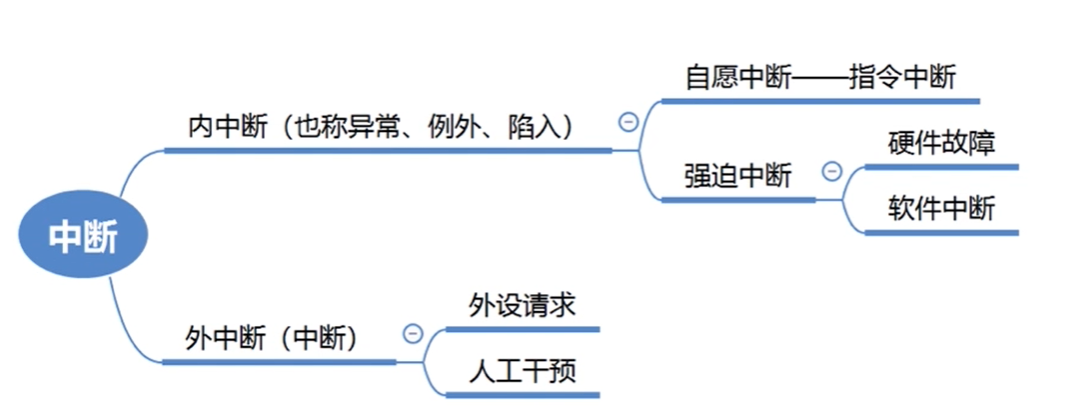 自愿中断——指令中断
内中断（也称异常、例外、陷入）
硬件故障
强迫中断
软件中断
中断
外设请求
外中断（中断）
人工干预